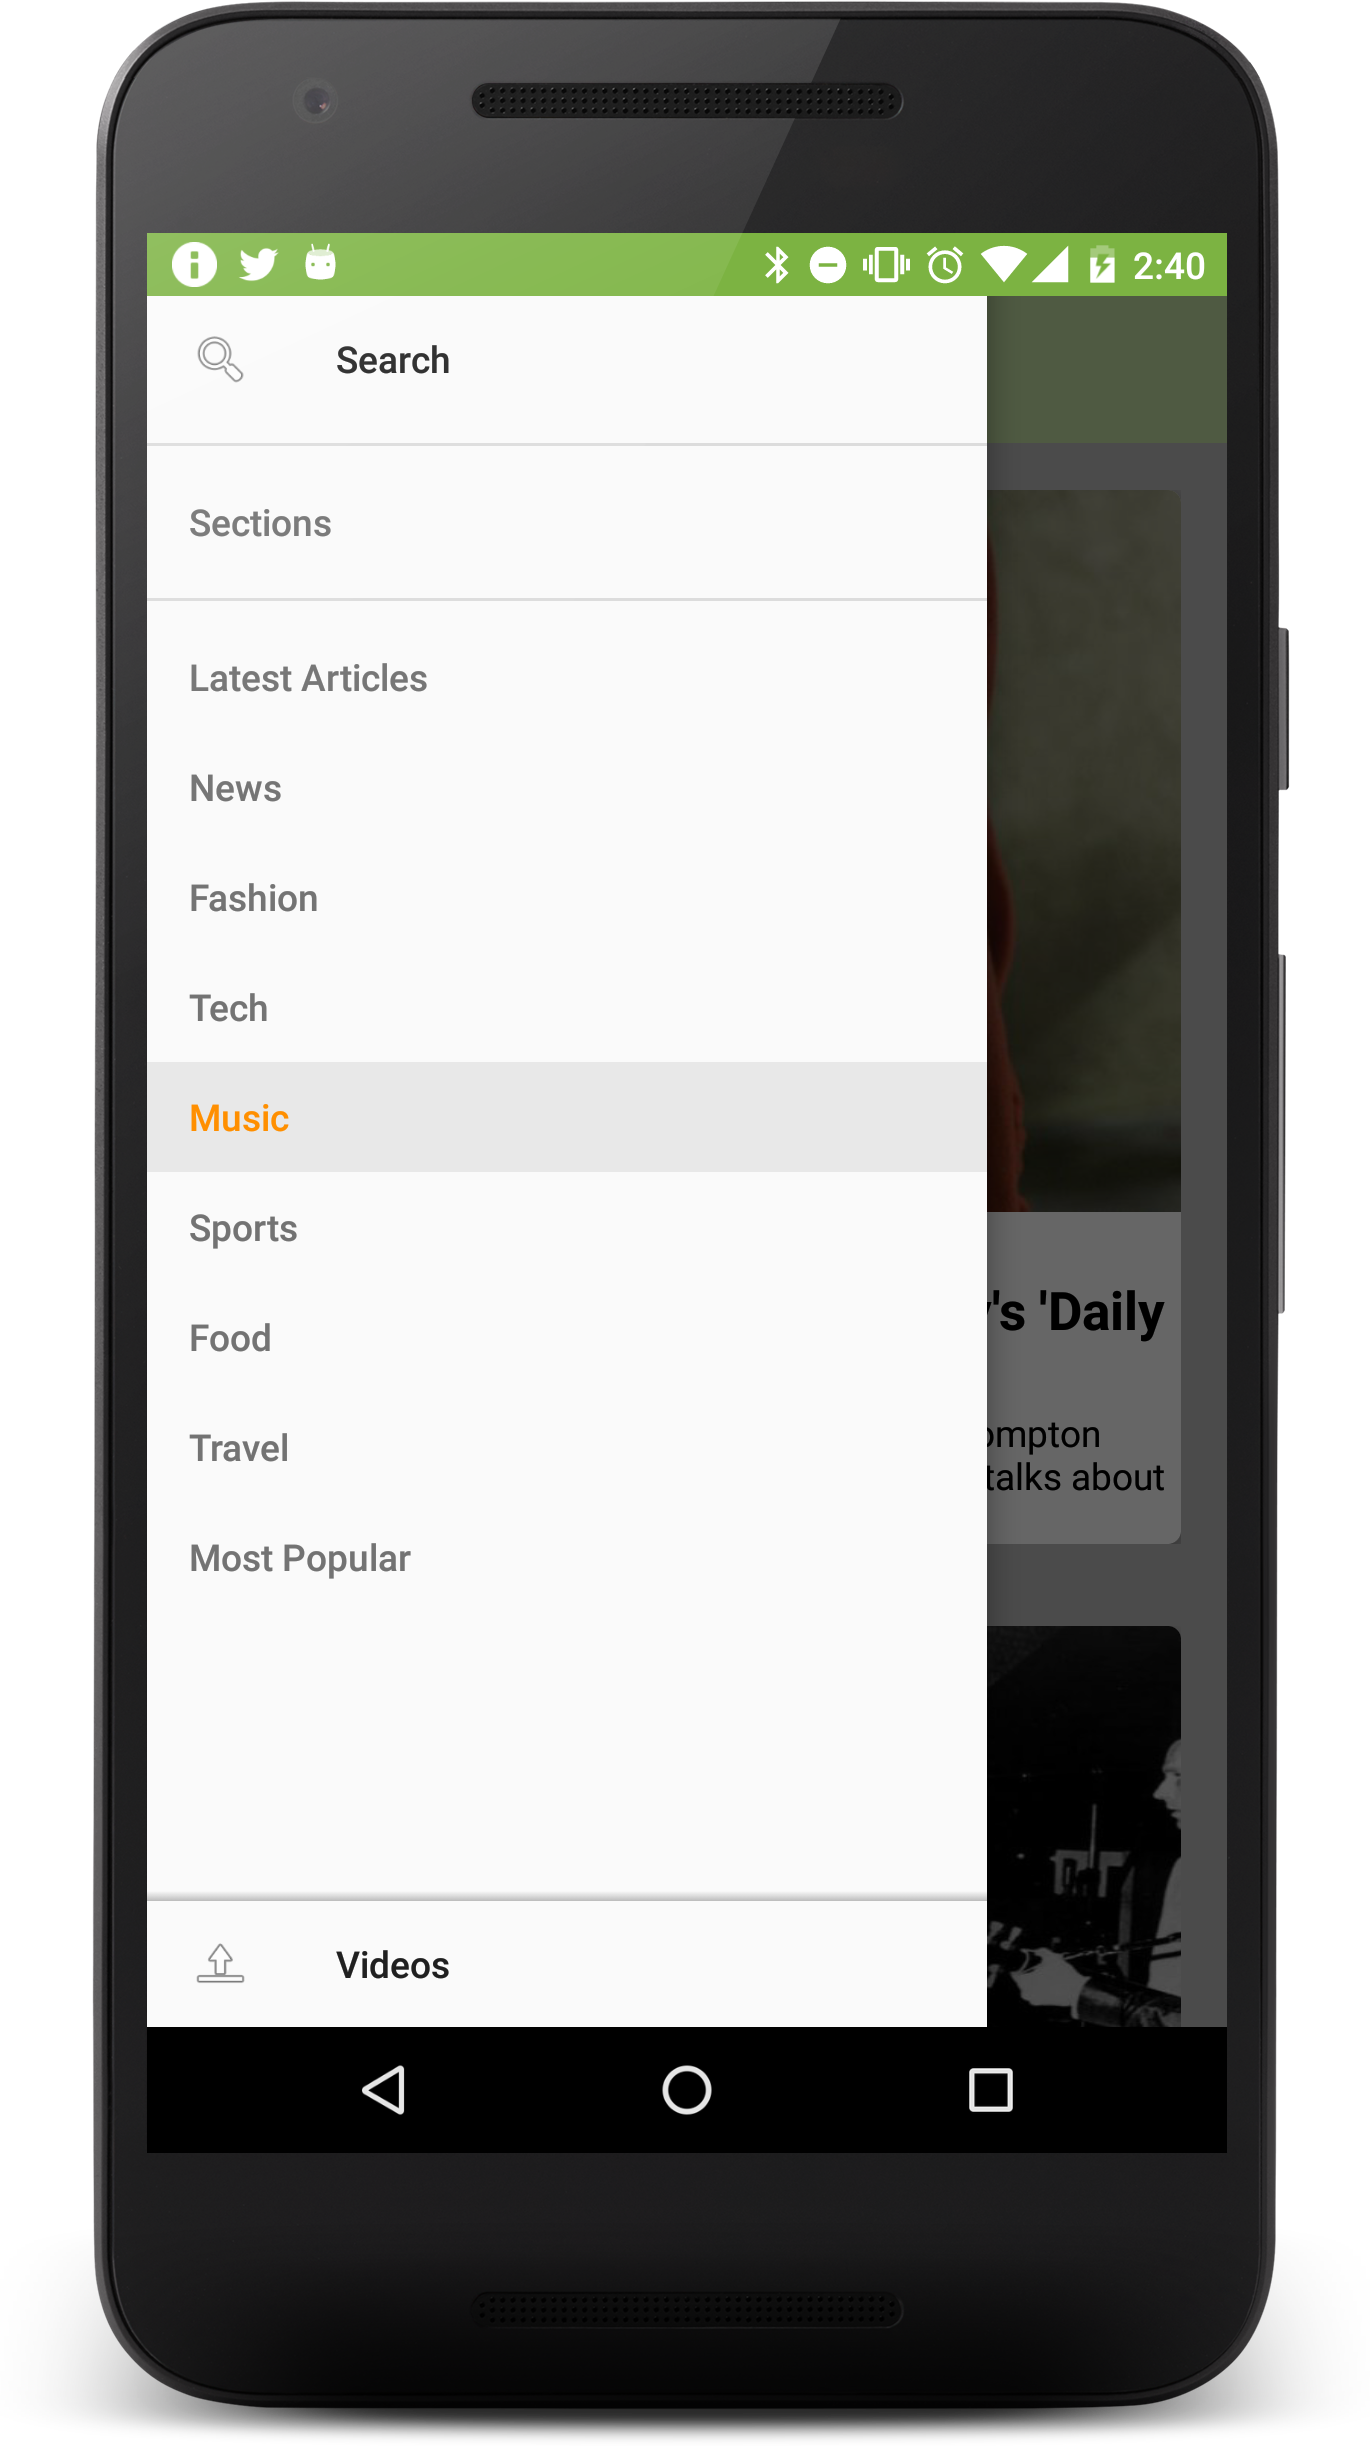 2:40
Search
Sections
Latest Articles
News
Fashion
Tech
Music
Sports
Food
Travel
Most Popular
Videos
'Daily
talks about